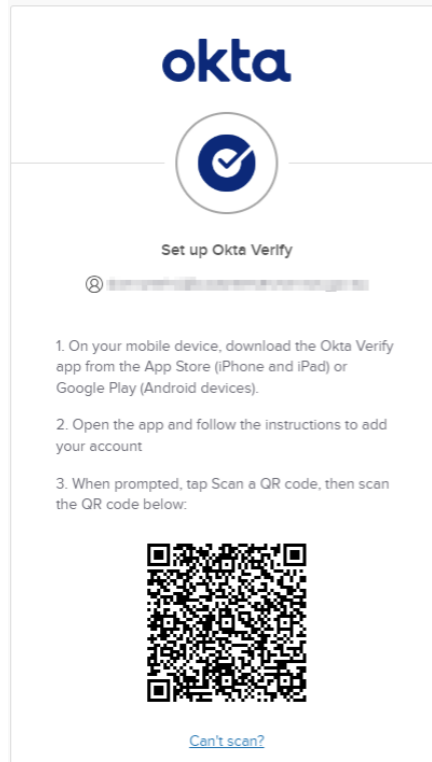 okta
Set up Okta Verify
1. On your mobile device, download the Okta Verify
app from the App Store (iPhone and iPad) or
Google Play (Android devices).
2. Open the app and follow the instructions to add
your account
3. When prompted, tap Scan a QR code, then scan
the QR code below:
Can't scan?